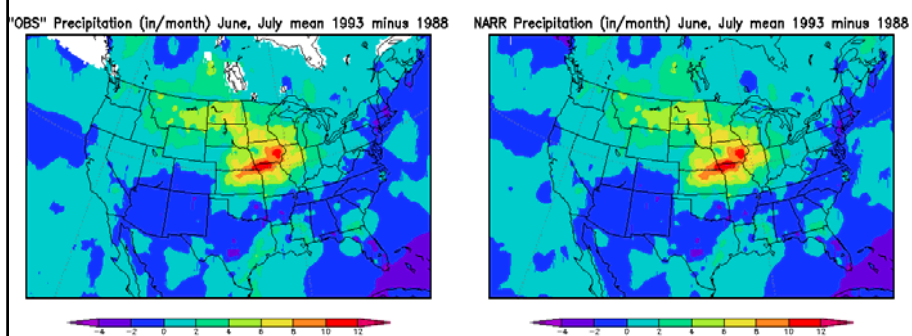 "OBS" Precipitation (in/month) June, July mean 1993 minus 1988
NARR Precipitation (in/month) June, July mean 1993 minus 1988
-4 -2 0 2 4 6 8 10 12
-4 -2 0 2 4 6 8 10 12